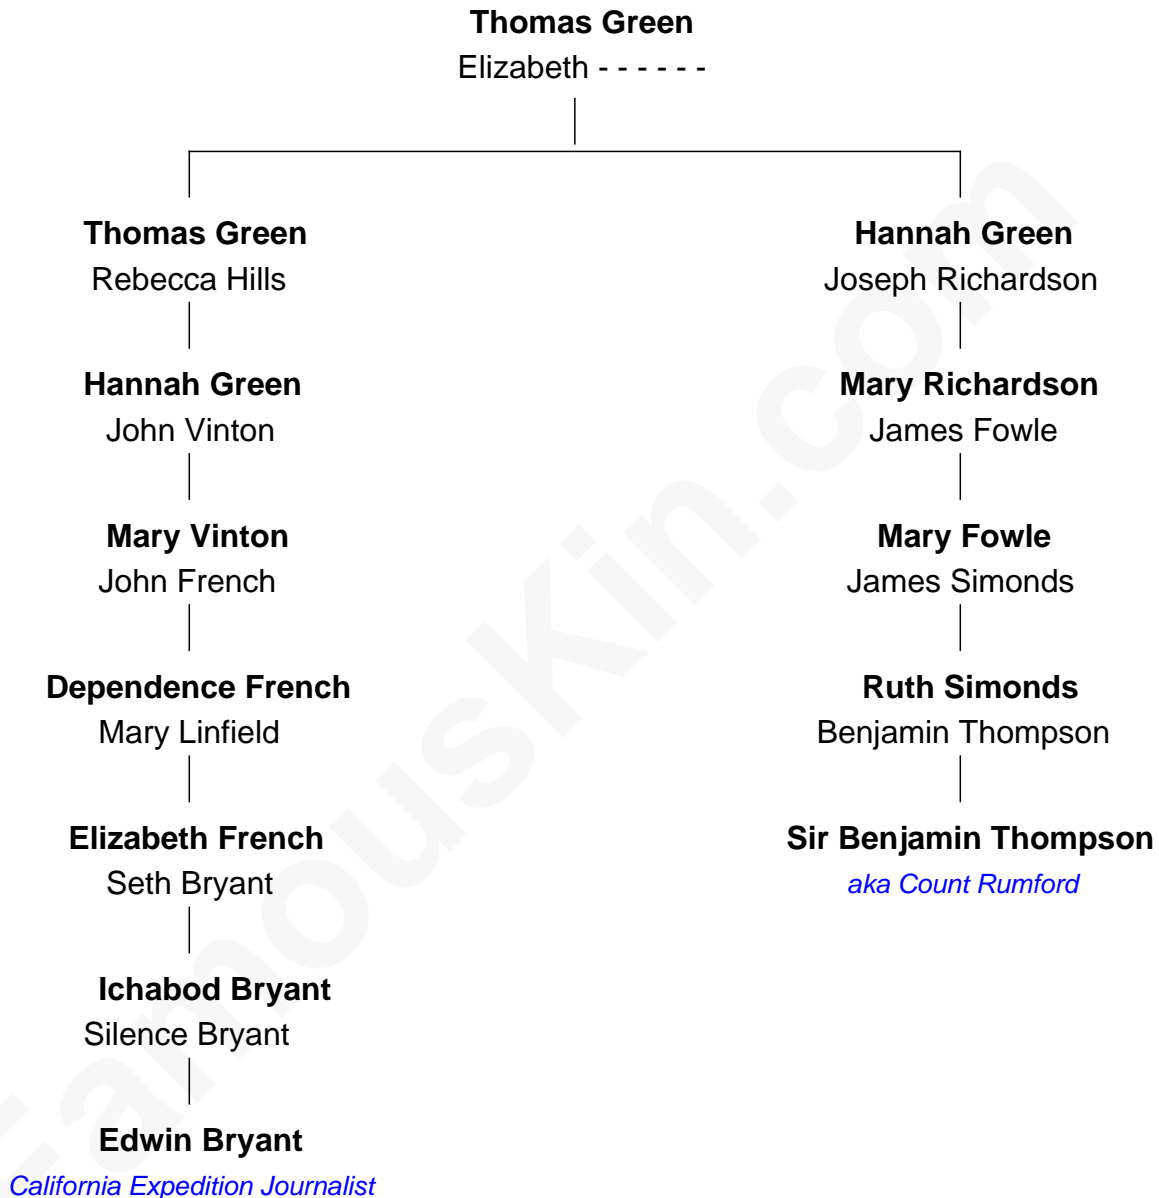 Thomas Green
Elizabeth - - - - - -
Thomas Green
Rebecca Hills
Hannah Green
Joseph Richardson
Hannah Green
John Vinton
Mary Richardson
James Fowle
Mary Vinton
John French
Mary Fowle
James Simonds
Dependence French
Mary Linfield
Ruth Simonds
Benjamin Thompson
Elizabeth French
Seth Bryant
Sir Benjamin Thompson
aka Count Rumford
Ichabod Bryant
Silence Bryant
Edwin Bryant
California Expedition Journalist
FamousKin.com